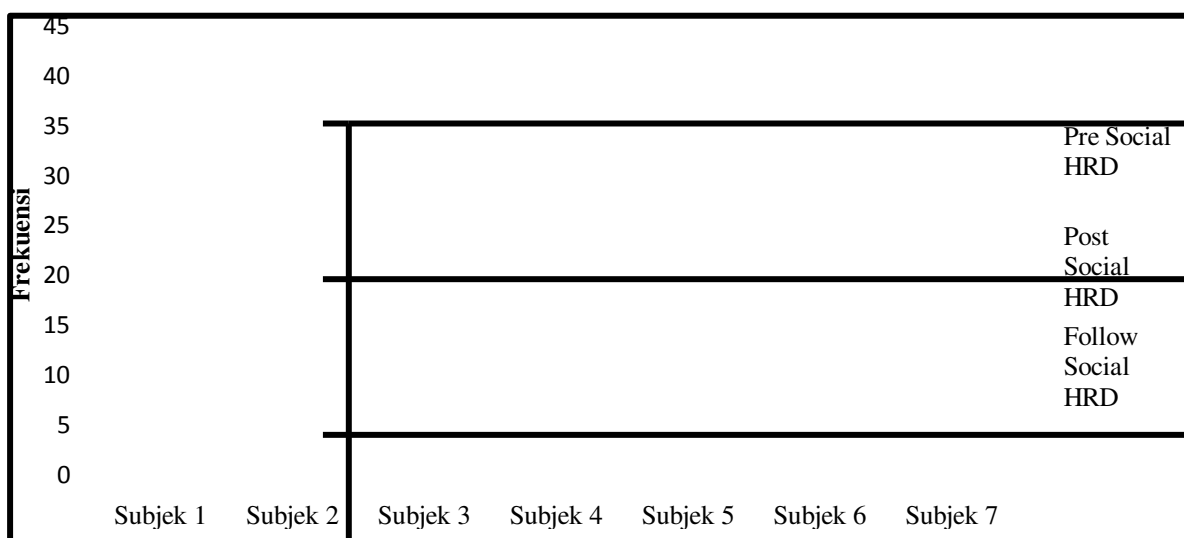 45
40
35
30
25
20
15
10
5
0
Frekuensi
Subjek 1 Subjek 2 Subjek 3 Subjek 4 Subjek 5 Subjek 6 Subjek 7
Pre Social
HRD
Post
Social
HRD
Follow
Social
HRD